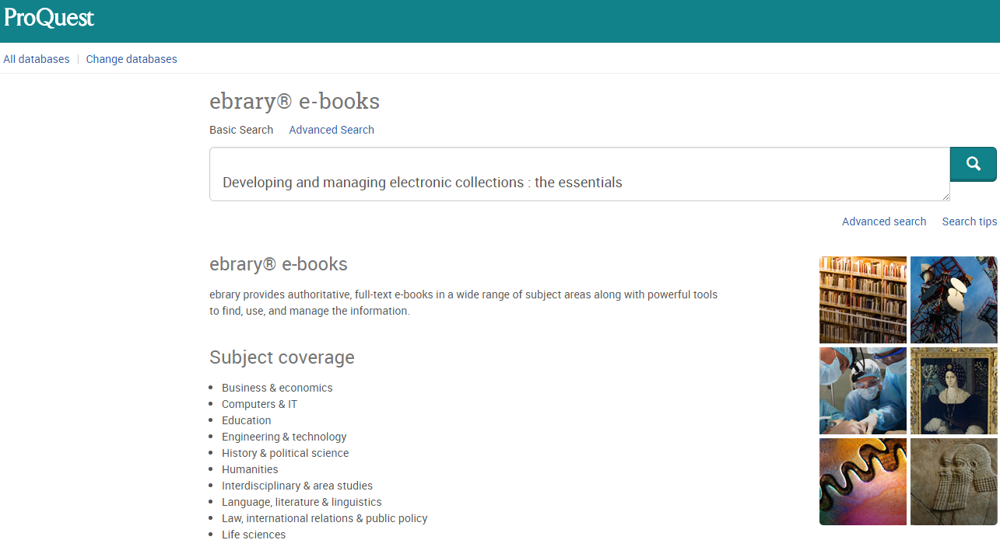 ProQuest
All databases | Change databases
ebrary® e-books
Basic Search Advanced Search
Developing and managing electronic collections : the essentials
Advanced search Search tips
ebrary® e-books
ebrary provides authoritative, full-text e-books in a wide range of subject areas along with powerful tools
to find, use, and manage the information.
Subject coverage
Business & economics
Computers & IT
Education
Engineering & technology
History & political science
Humanities
Interdisciplinary & area studies
Language, literature & linguistics
Law, international relations & public policy
Life sciences